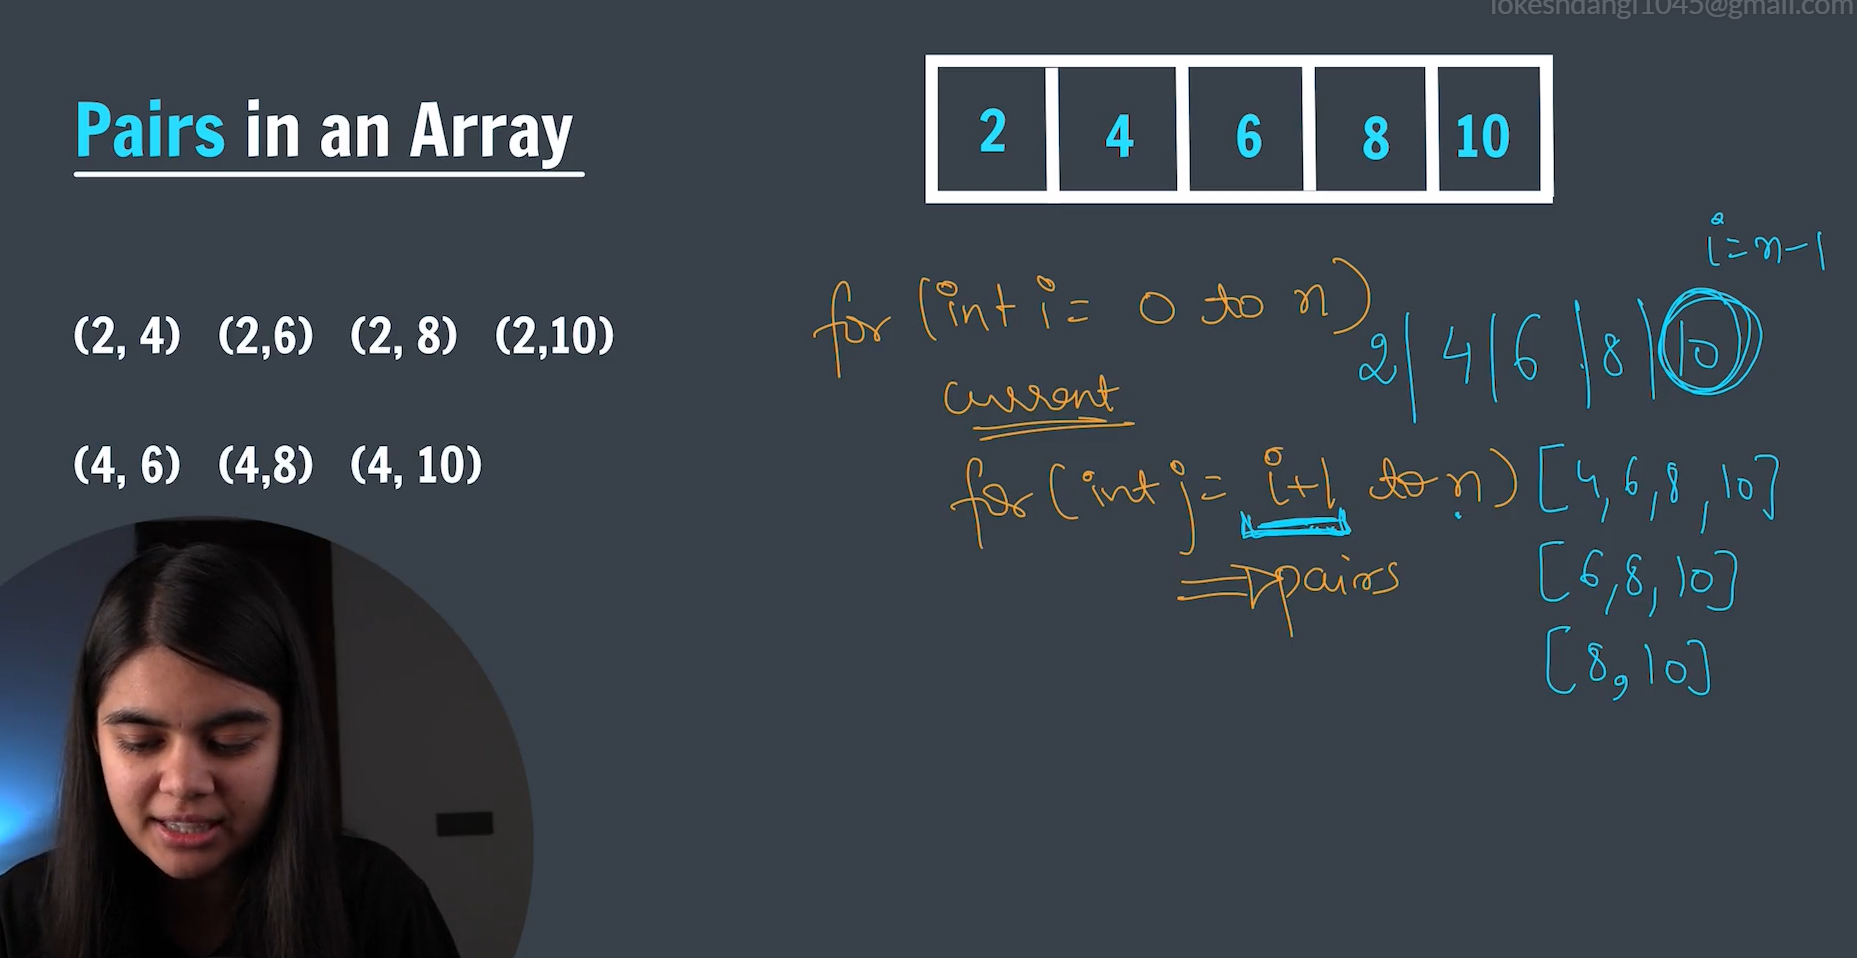 lokeshdangi1045@gmail.com
Pairs in an Array
2 4 6 8 10
(2, 4) (2,6) (2, 8) (2,10)
(4, 6) (4,8) (4, 10)
i=n-1
for (int i= 0 to n)
2| 4| 6 | 8 | 10
current
for (int j= i+1 to n)
[4,6,8,10]
⇒ pairs
[6,8,10]
[8,10]